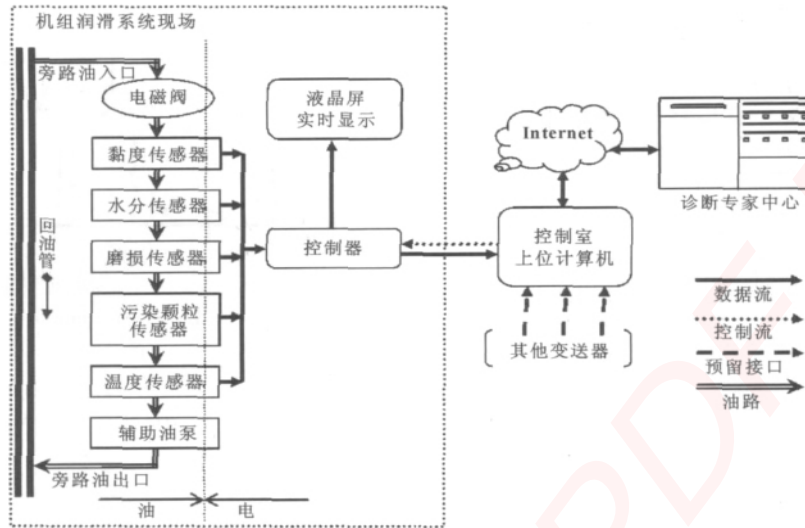 机组润滑系统现场
旁路油入口
电磁阀
黏度传感器
水分传感器
磨损传感器
污染颗粒
传感器
温度传感器
辅助油泵
旁路油出口
回油管
油
电
液晶屏
实时显示
控制器
Internet
控制室
上位计算机
其他变送器
诊断专家中心
数据流
控制流
预留接口
油路
PDF